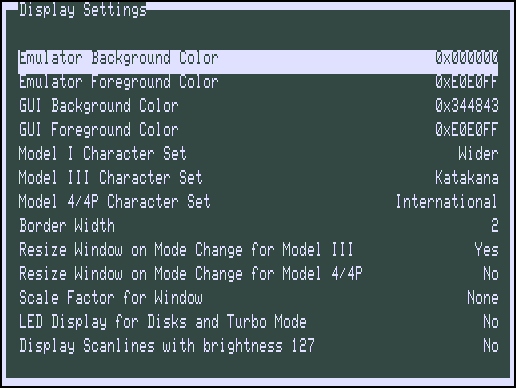 Display Settings
Emulator Background Color 0x000000
Emulator Foreground Color 0xE0E0FF
GUI Background Color 0x344843
GUI Foreground Color 0xE0E0FF
Model I Character Set Wider
Model III Character Set Katakana
Model 4/4P Character Set International
Border Width 2
Resize Window on Mode Change for Model III Yes
Resize Window on Mode Change for Model 4/4P No
Scale Factor for Window None
LED Display for Disks and Turbo Mode No
Display Scanlines with brightness 127 No